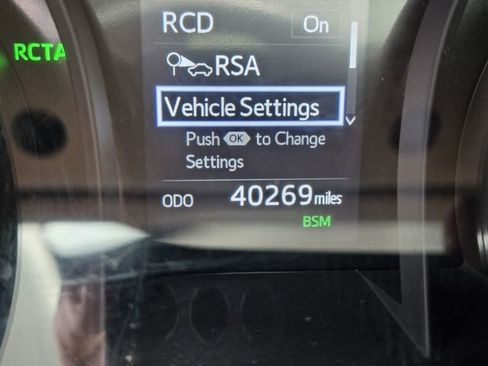 RCD On
RCTA
RSA
Vehicle Settings
Push OK to Change
Settings
ODO 40269 miles
BSM